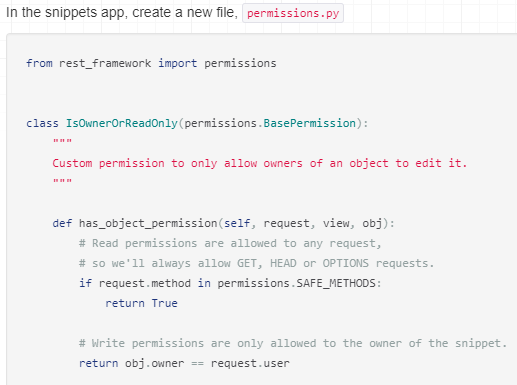 In the snippets app, create a new file, permissions.py
from rest_framework import permissions
class IsOwnerOrReadOnly(permissions.BasePermission):
"""
Custom permission to only allow owners of an object to edit it.
"""
def has_object_permission(self, request, view, obj):
# Read permissions are allowed to any request,
# so we'll always allow GET, HEAD or OPTIONS requests.
if request.method in permissions.SAFE_METHODS:
return True
# Write permissions are only allowed to the owner of the snippet.
return obj.owner == request.user